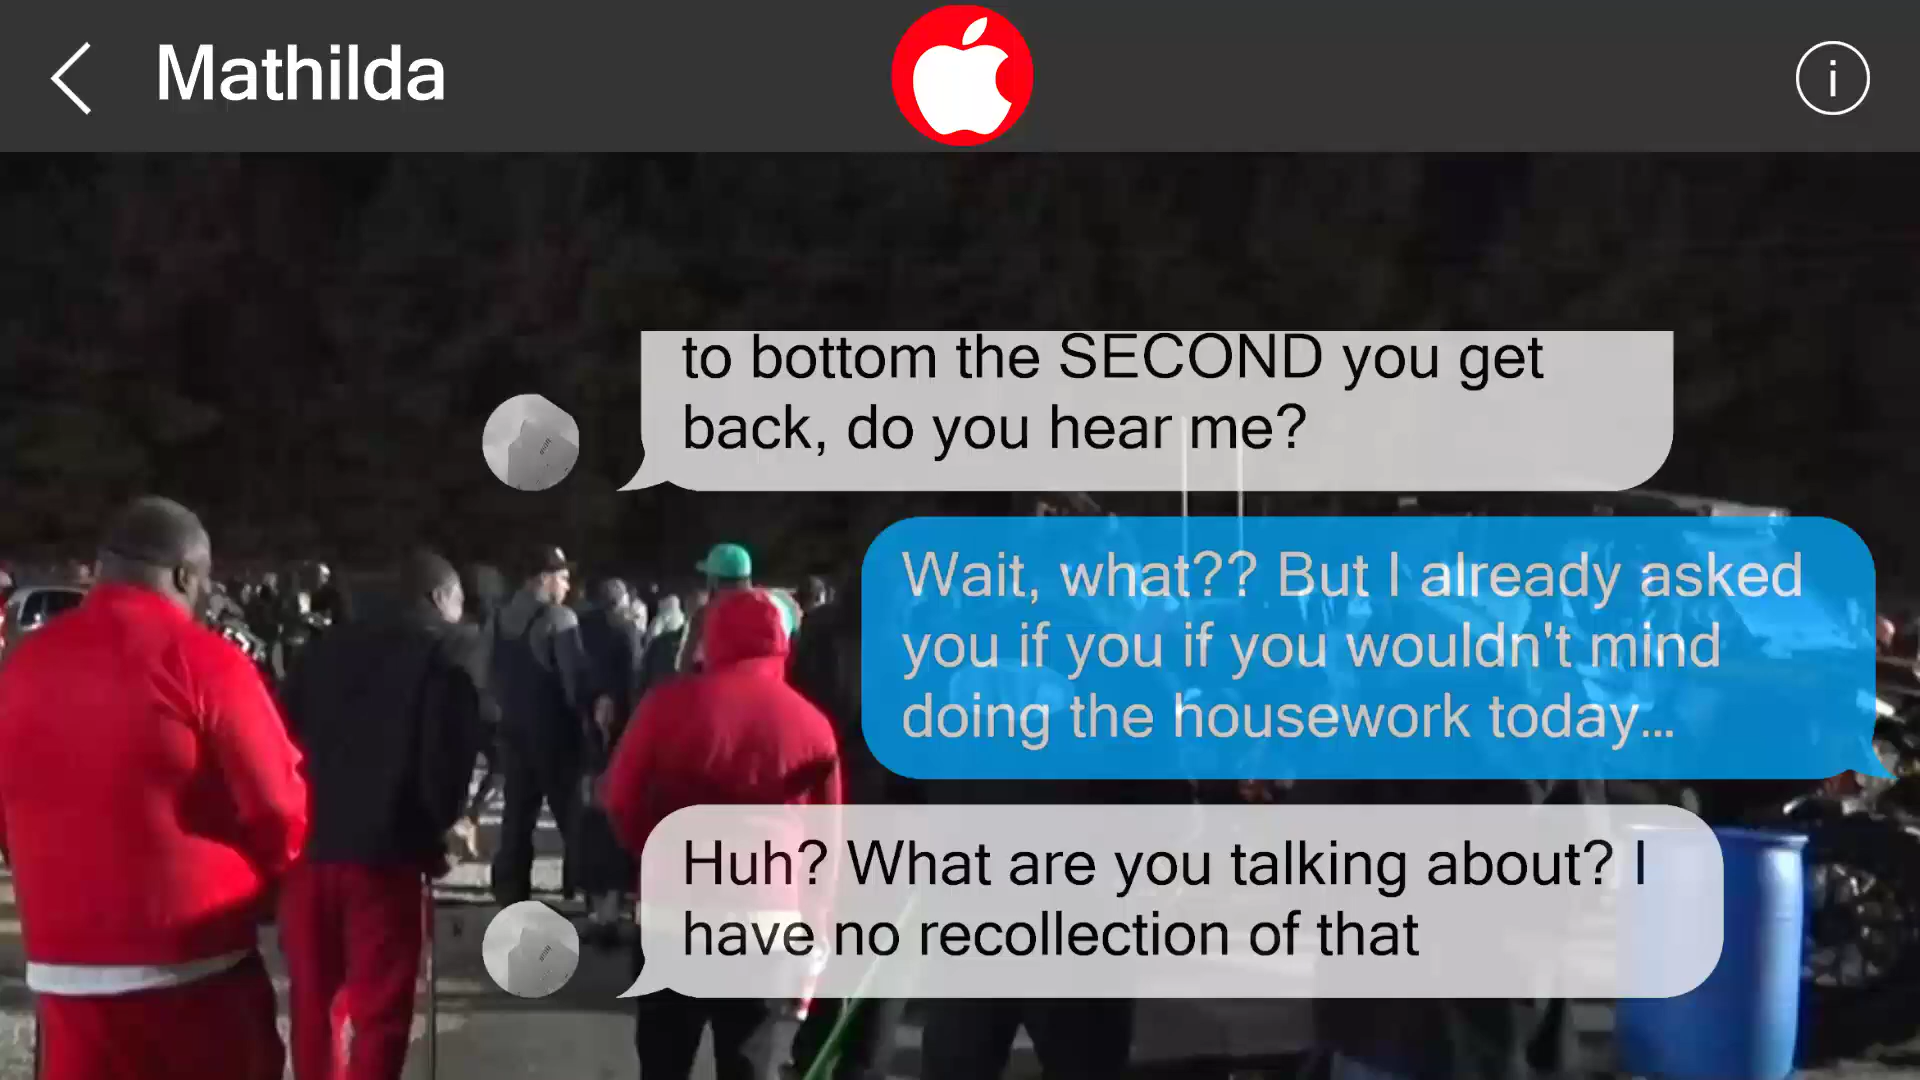 Mathilda
i
to bottom the SECOND you get
back, do you hear me?
Wait, what?? But I already asked
you if you if you wouldn't mind
doing the housework today...
Huh? What are you talking about? I
have no recollection of that